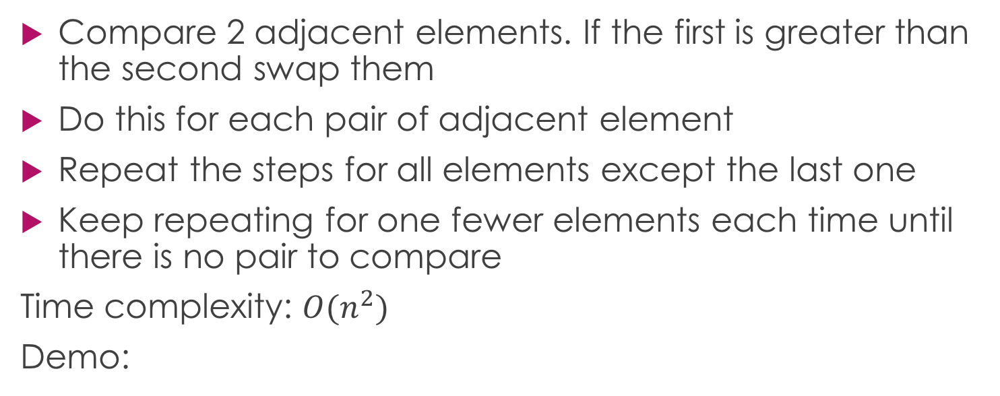 Compare 2 adjacent elements. If the first is greater than
the second swap them
Do this for each pair of adjacent element
Repeat the steps for all elements except the last one
Keep repeating for one fewer elements each time until
there is no pair to compare
Time complexity: 𝑂(𝑛²)
Demo: